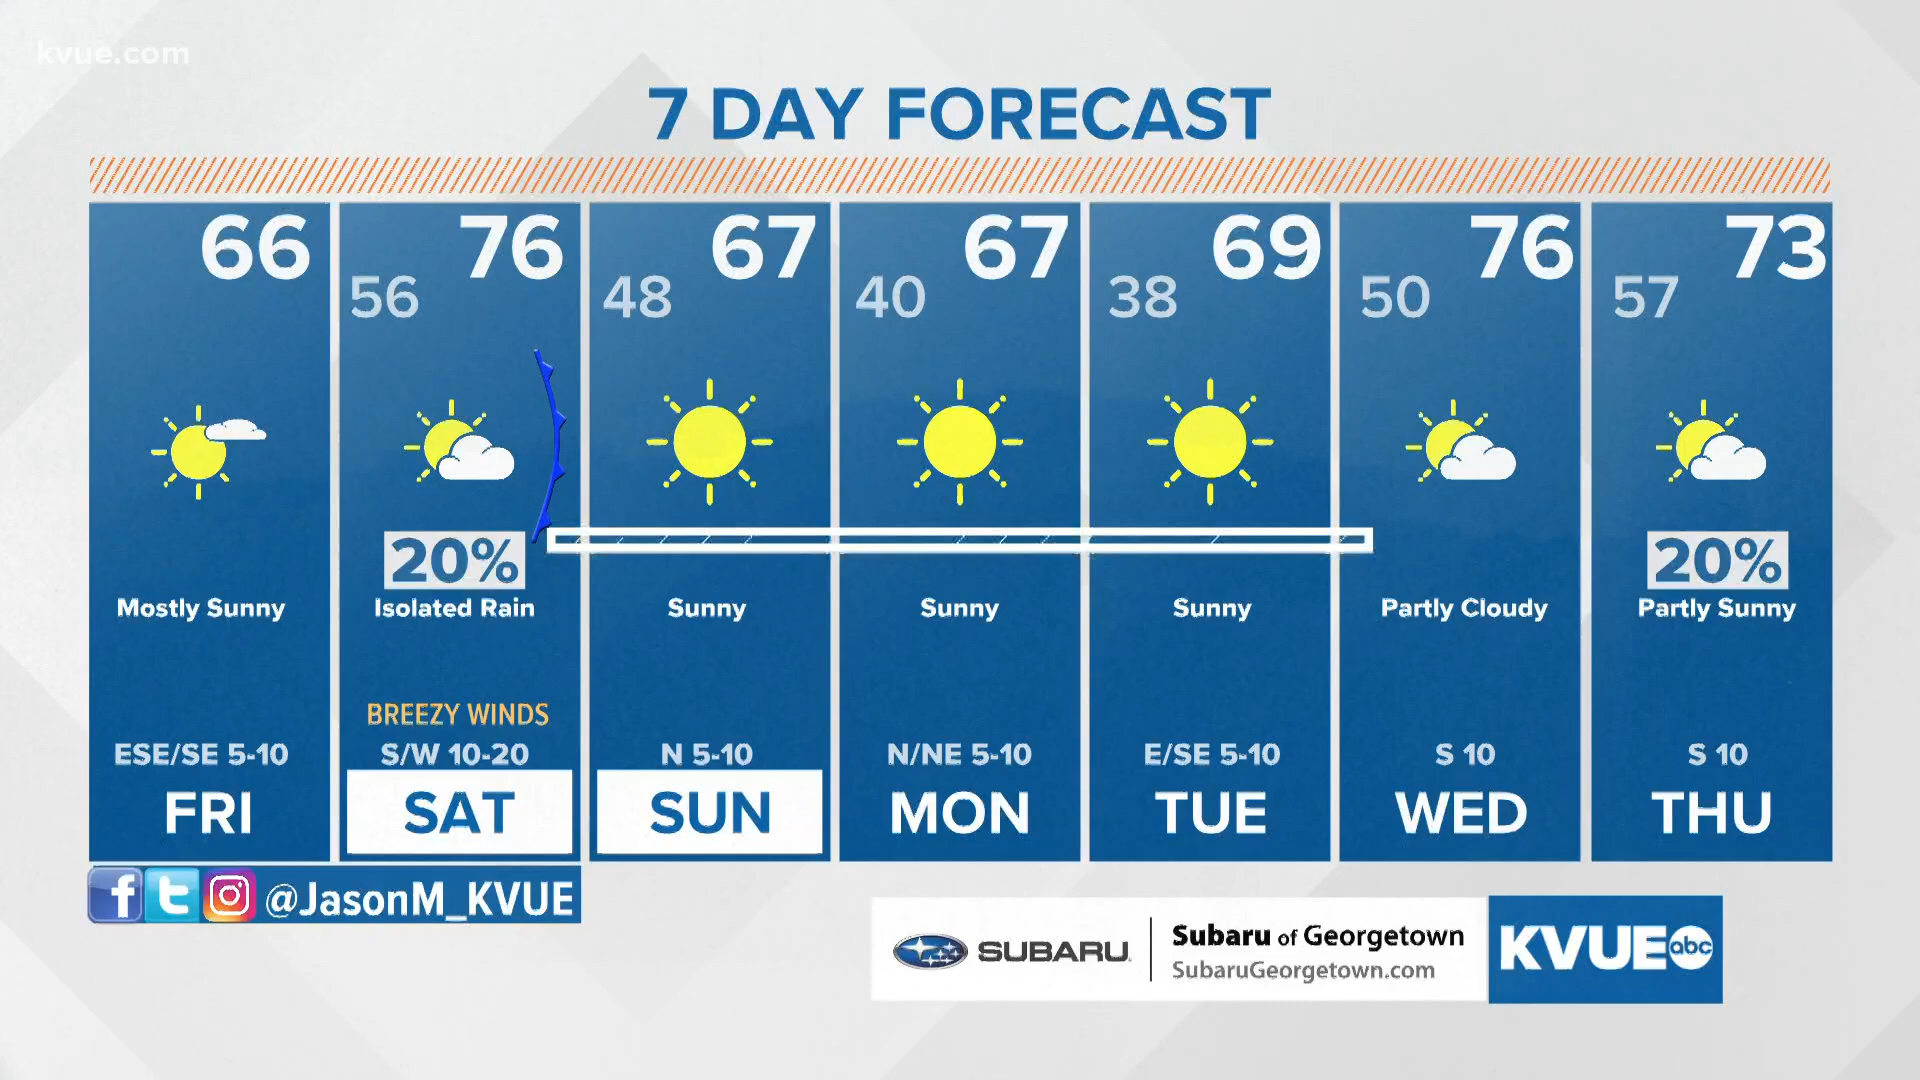 kvue.com
7 DAY FORECAST
66
Mostly Sunny
ESE/SE 5-10
FRI
76
56
20%
Isolated Rain
BREEZY WINDS
S/W 10-20
SAT
67
48
Sunny
N 5-10
SUN
67
40
Sunny
N/NE 5-10
MON
69
38
Sunny
E/SE 5-10
TUE
76
50
Partly Cloudy
S 10
WED
73
57
20%
Partly Sunny
S 10
THU
@JasonM_KVUE
SUBARU
Subaru of Georgetown
SubaruGeorgetown.com
KVUE abc